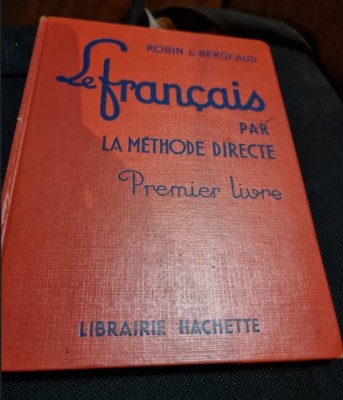 ROBIN & BERGEAUD
Le français
PAR
LA MÉTHODE DIRECTE
Premier livre
LIBRAIRIE HACHETTE